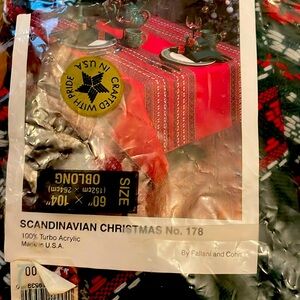 CRAFTED WITH PRIDE
IN U.S.A.
SIZE
60" × 104"
(152cm × 264cm)
OBLONG
SCANDINAVIAN CHRISTMAS No. 178
100% Turbo Acrylic
Made in U.S.A.
By Fallani and Cohn
00